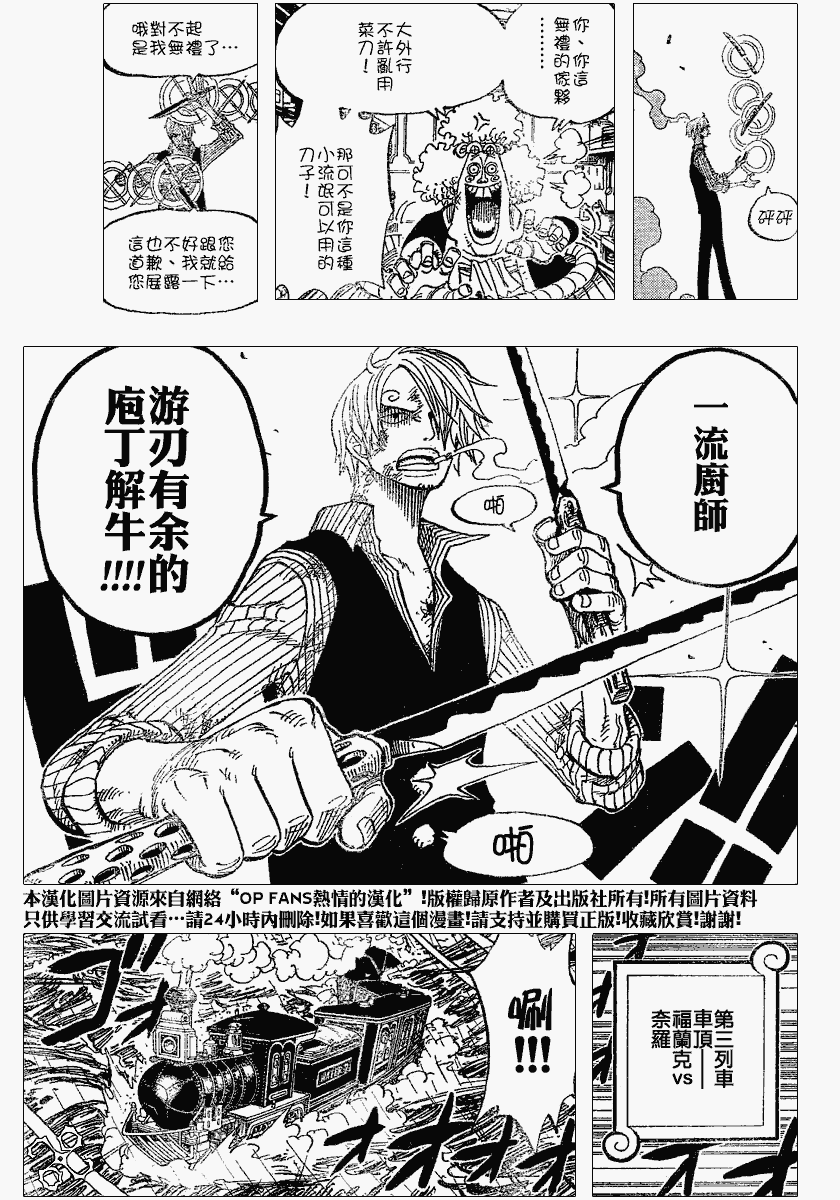 砰砰
你、你這
無禮的傢夥
………
大外行
不許亂用
菜刀！
那可不是你這種
小流氓可以用的
刀子！
哦對不起
是我無禮了…
這也不好跟您
道歉、我就給
您展露一下…
一流廚師
啪
游刃有余的
庖丁解牛!!!!
啪
本漢化圖片資源來自網絡“OP FANS熱情的漢化”!版權歸原作者及出版社所有!所有圖片資料
只供學習交流試看…請24小時內刪除!如果喜歡這個漫畫!請支持並購買正版!收藏欣賞!謝謝!
第三列車
車頂——
福蘭克vs
奈羅
唰!!!
ゴオオオオオ